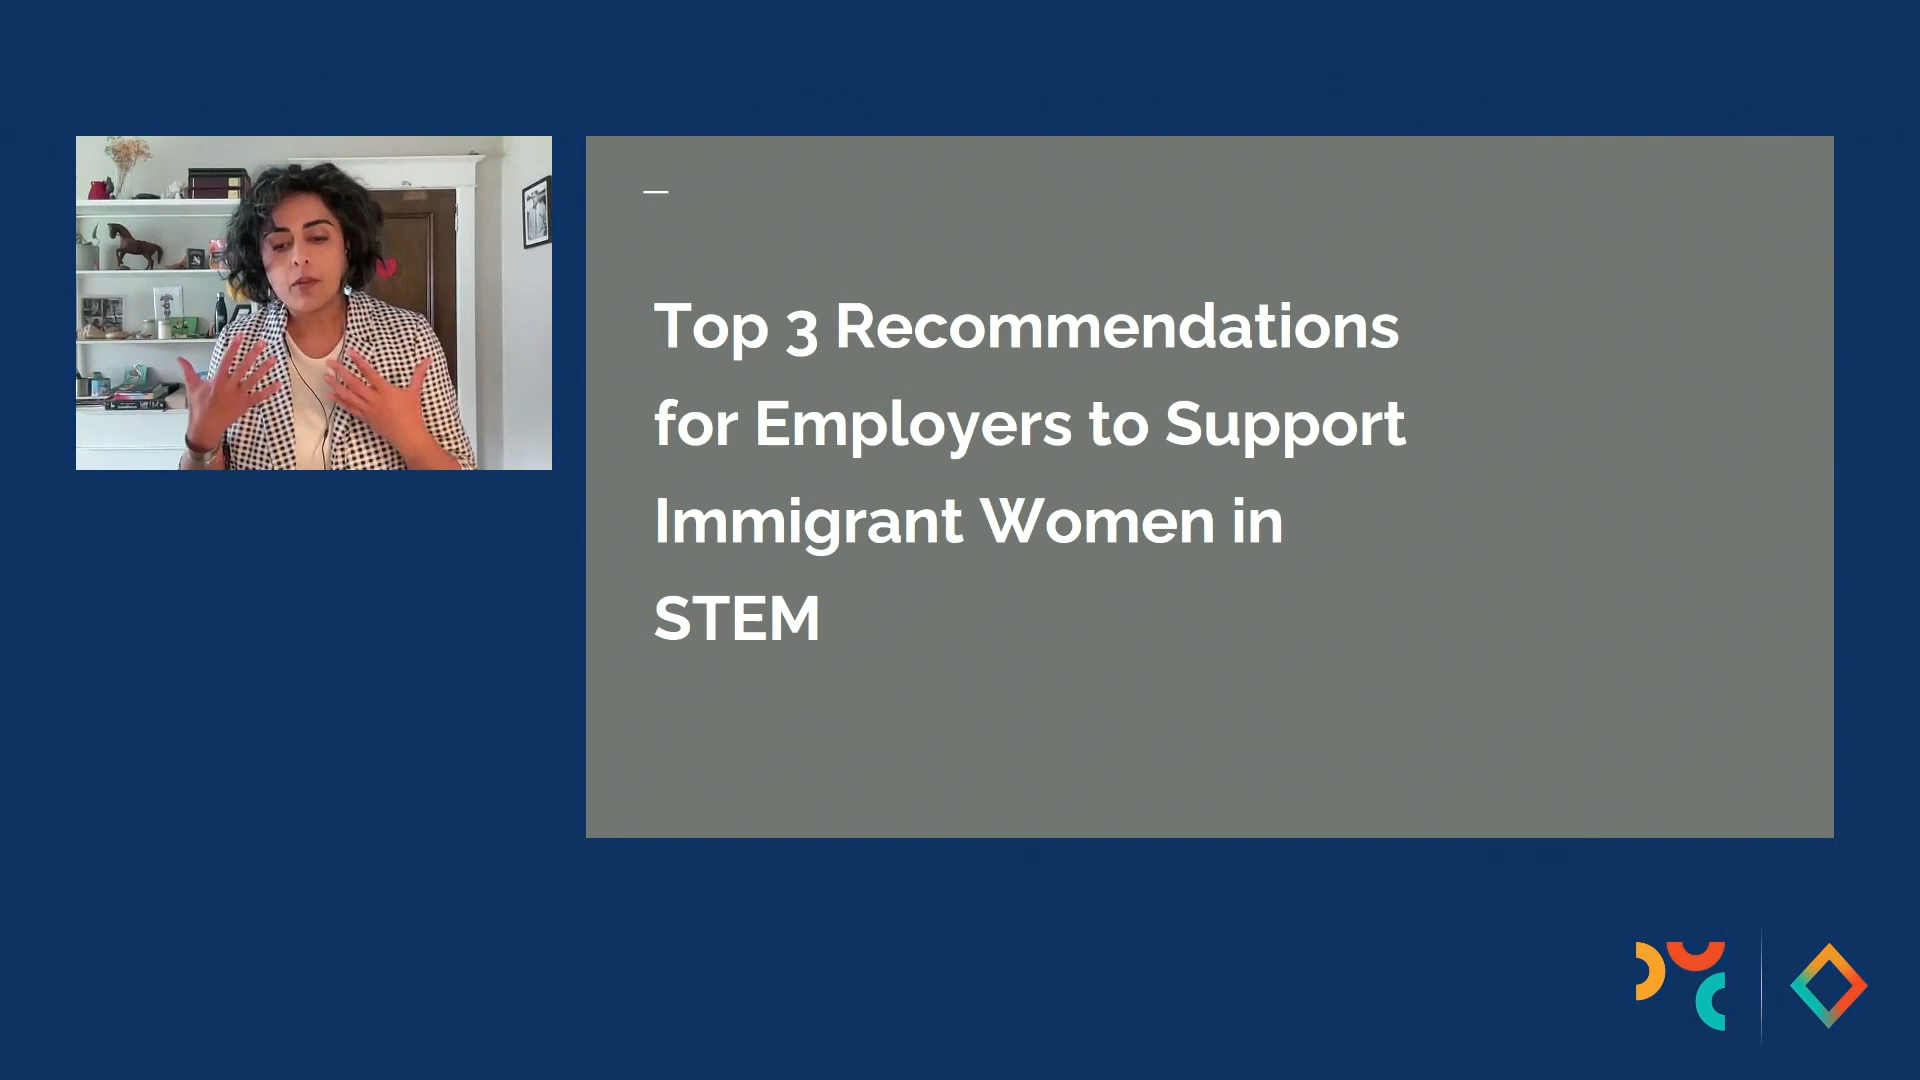 Top 3 Recommendations
for Employers to Support
Immigrant Women in
STEM